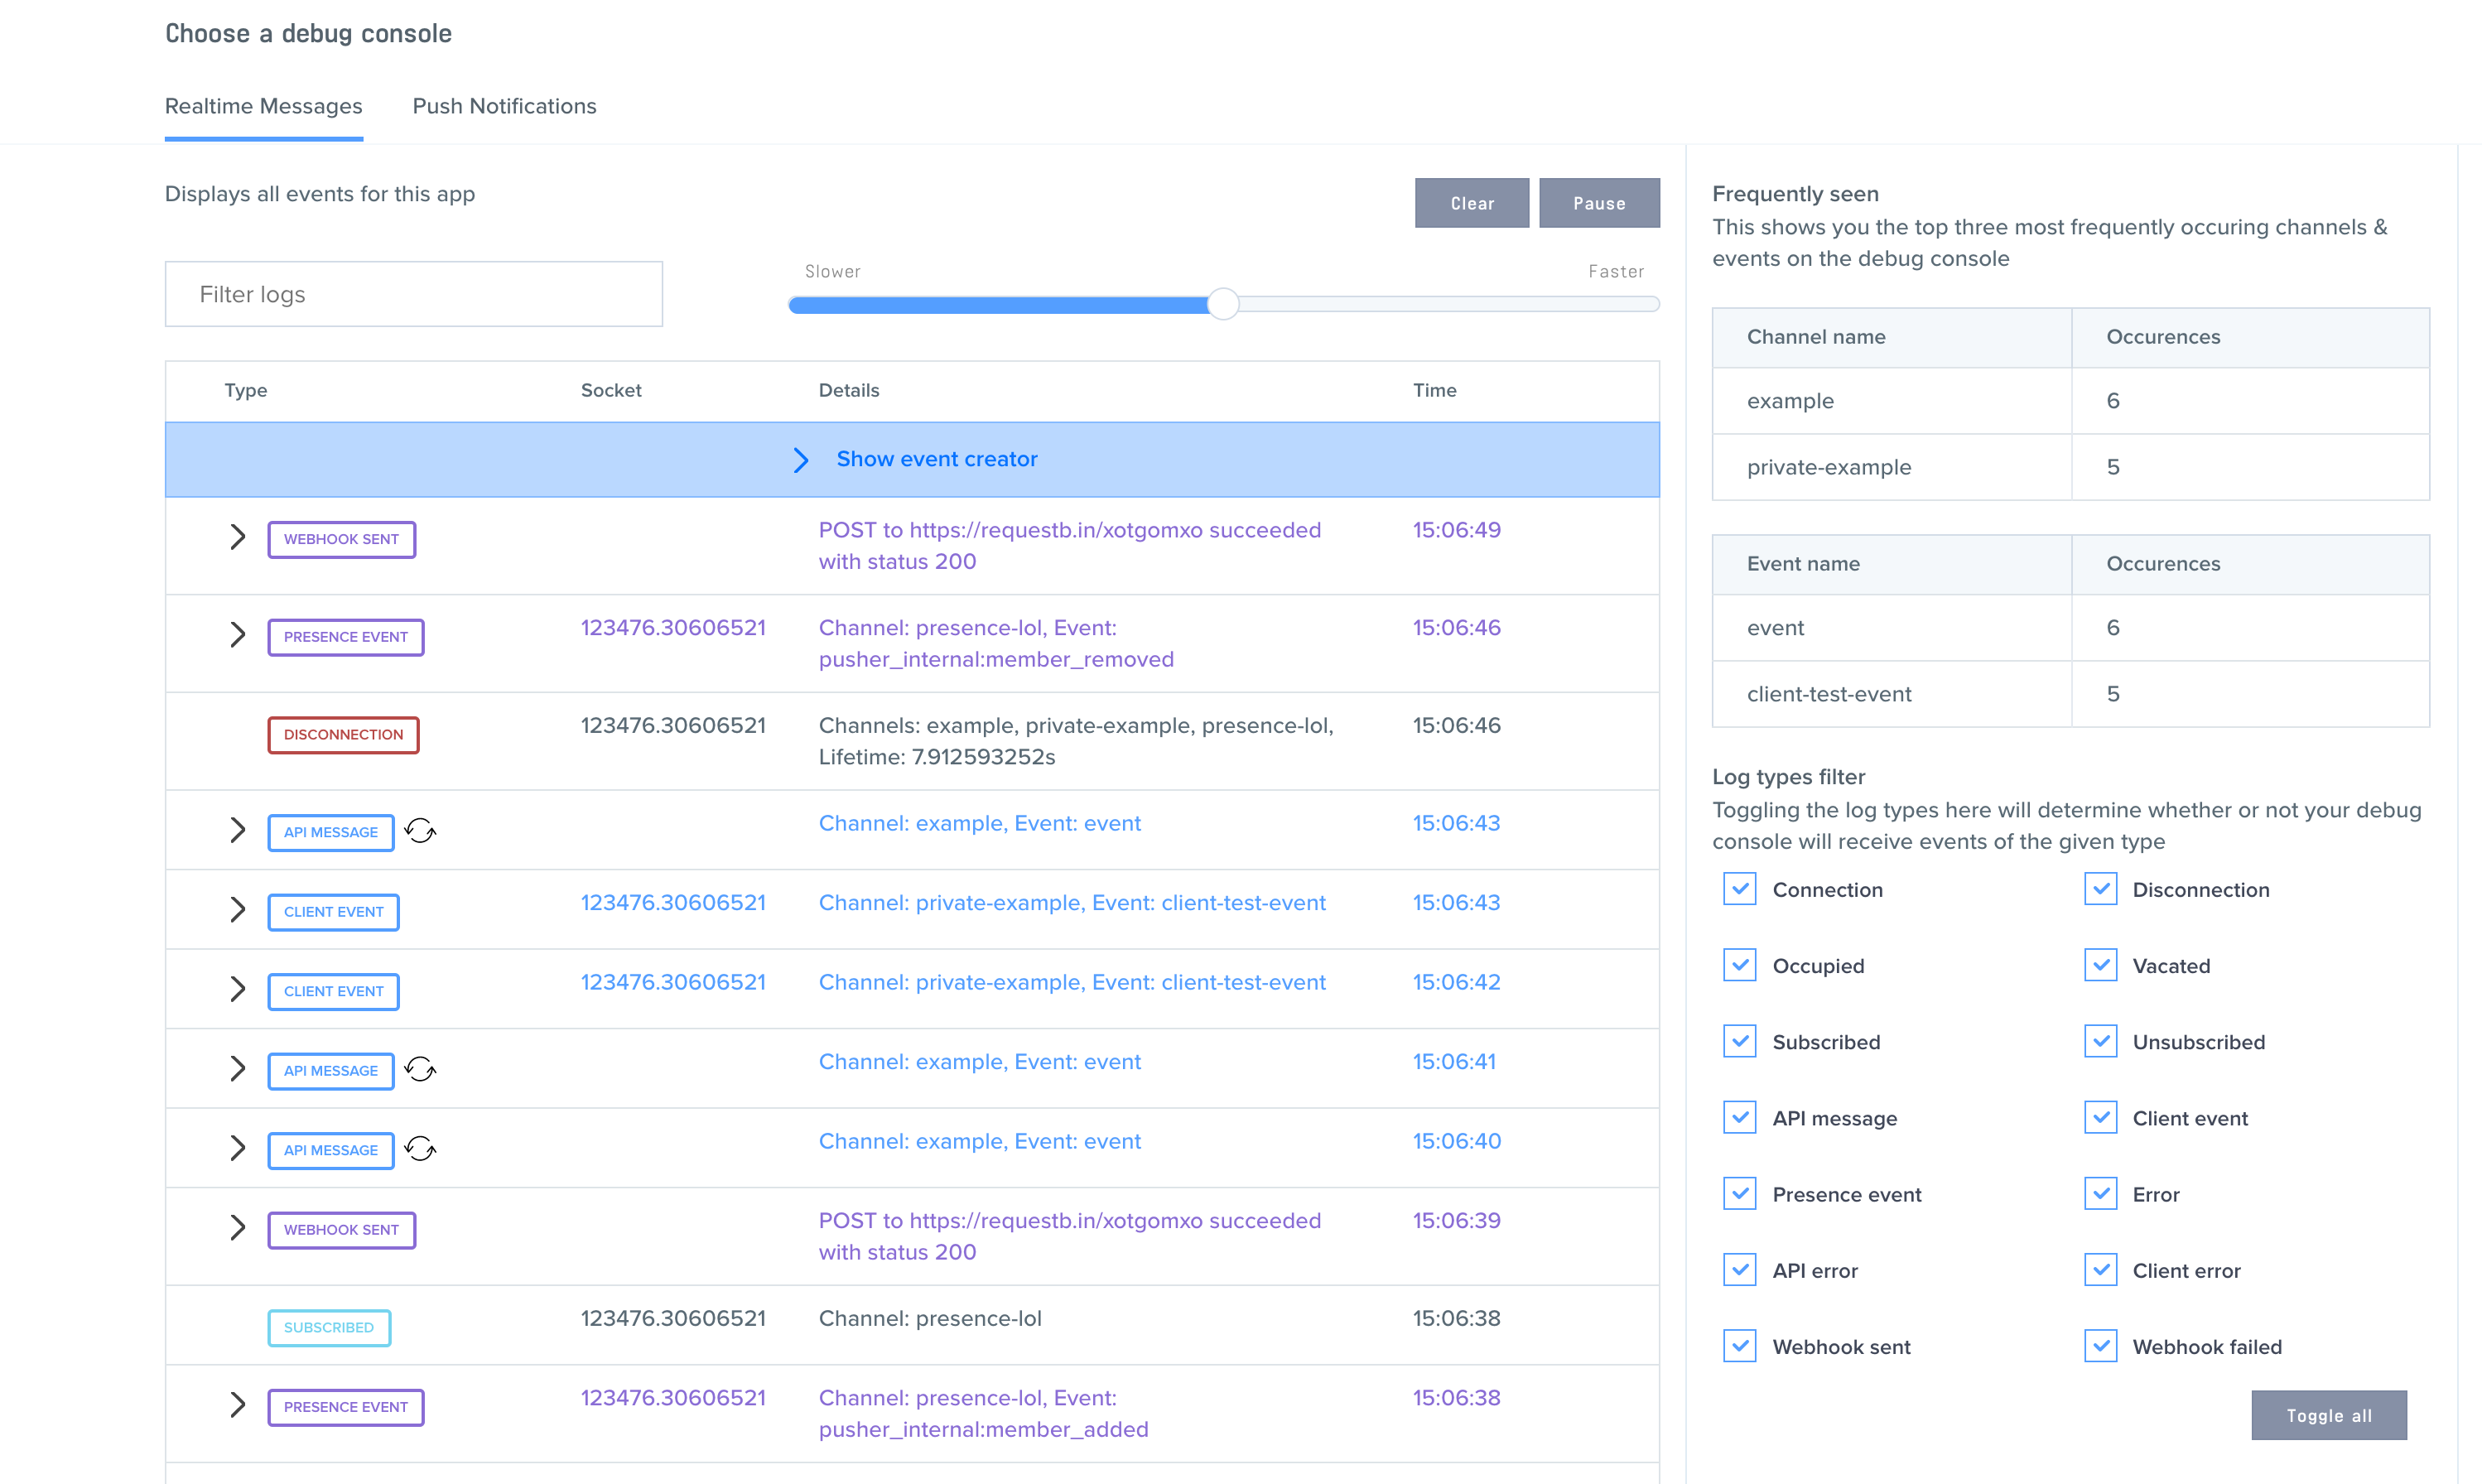 Choose a debug console
Realtime Messages Push Notifications
Displays all events for this app
Clear Pause
Filter logs
Slower Faster
Type Socket Details Time
Show event creator
WEBHOOK SENT POST to https://requestb.in/xotgomxo succeeded 15:06:49
with status 200
PRESENCE EVENT 123476.30606521 Channel: presence-lol, Event: 15:06:46
pusher_internal:member_removed
DISCONNECTION 123476.30606521 Channels: example, private-example, presence-lol, 15:06:46
Lifetime: 7.912593252s
API MESSAGE Channel: example, Event: event 15:06:43
CLIENT EVENT 123476.30606521 Channel: private-example, Event: client-test-event 15:06:43
CLIENT EVENT 123476.30606521 Channel: private-example, Event: client-test-event 15:06:42
API MESSAGE Channel: example, Event: event 15:06:41
API MESSAGE Channel: example, Event: event 15:06:40
WEBHOOK SENT POST to https://requestb.in/xotgomxo succeeded 15:06:39
with status 200
SUBSCRIBED 123476.30606521 Channel: presence-lol 15:06:38
PRESENCE EVENT 123476.30606521 Channel: presence-lol, Event: 15:06:38
pusher_internal:member_added
Frequently seen
This shows you the top three most frequently occuring channels &
events on the debug console
Channel name Occurences
example 6
private-example 5
Event name Occurences
event 6
client-test-event 5
Log types filter
Toggling the log types here will determine whether or not your debug
console will receive events of the given type
Connection Disconnection
Occupied Vacated
Subscribed Unsubscribed
API message Client event
Presence event Error
API error Client error
Webhook sent Webhook failed
Toggle all